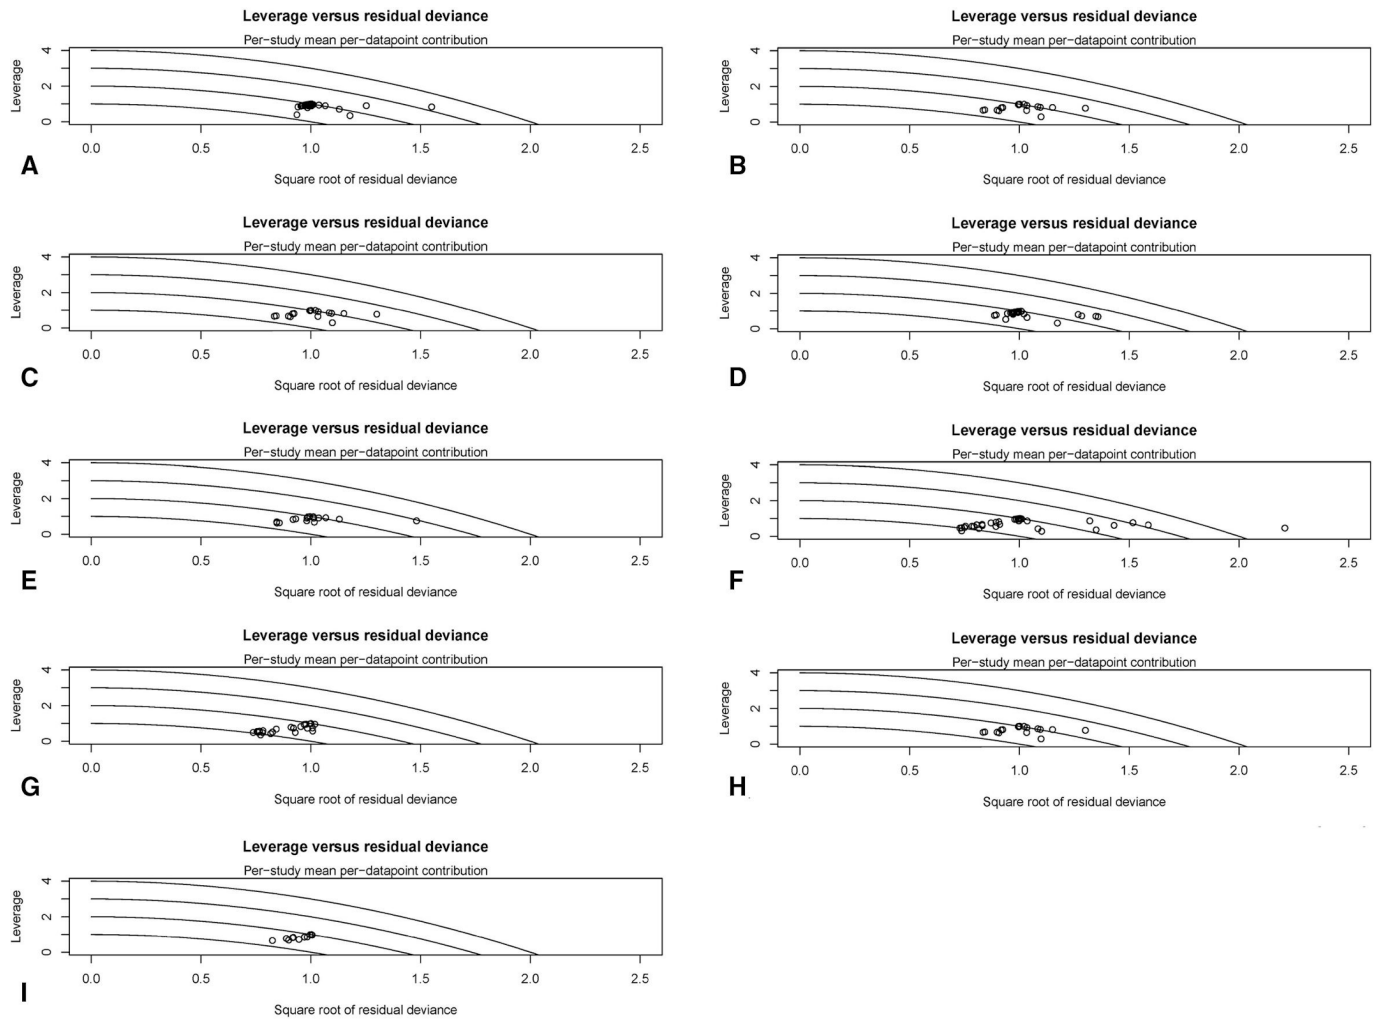 Leverage versus residual deviance
Per-study mean per-datapoint contribution
Leverage
4
2
0
0.0 0.5 1.0 1.5 2.0 2.5
A
Square root of residual deviance
Leverage versus residual deviance
Per-study mean per-datapoint contribution
Leverage
4
2
0
0.0 0.5 1.0 1.5 2.0 2.5
B
Square root of residual deviance
Leverage versus residual deviance
Per-study mean per-datapoint contribution
Leverage
4
2
0
0.0 0.5 1.0 1.5 2.0 2.5
C
Square root of residual deviance
Leverage versus residual deviance
Per-study mean per-datapoint contribution
Leverage
4
2
0
0.0 0.5 1.0 1.5 2.0 2.5
D
Square root of residual deviance
Leverage versus residual deviance
Per-study mean per-datapoint contribution
Leverage
4
2
0
0.0 0.5 1.0 1.5 2.0 2.5
E
Square root of residual deviance
Leverage versus residual deviance
Per-study mean per-datapoint contribution
Leverage
4
2
0
0.0 0.5 1.0 1.5 2.0 2.5
F
Square root of residual deviance
Leverage versus residual deviance
Per-study mean per-datapoint contribution
Leverage
4
2
0
0.0 0.5 1.0 1.5 2.0 2.5
G
Square root of residual deviance
Leverage versus residual deviance
Per-study mean per-datapoint contribution
Leverage
4
2
0
0.0 0.5 1.0 1.5 2.0 2.5
H
Square root of residual deviance
Leverage versus residual deviance
Per-study mean per-datapoint contribution
Leverage
4
2
0
0.0 0.5 1.0 1.5 2.0 2.5
I
Square root of residual deviance